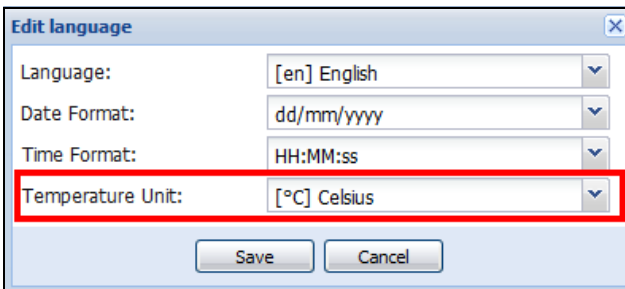 Edit language
Language: [en] English
Date Format: dd/mm/yyyy
Time Format: HH:MM:ss
Temperature Unit: [°C] Celsius
Save Cancel